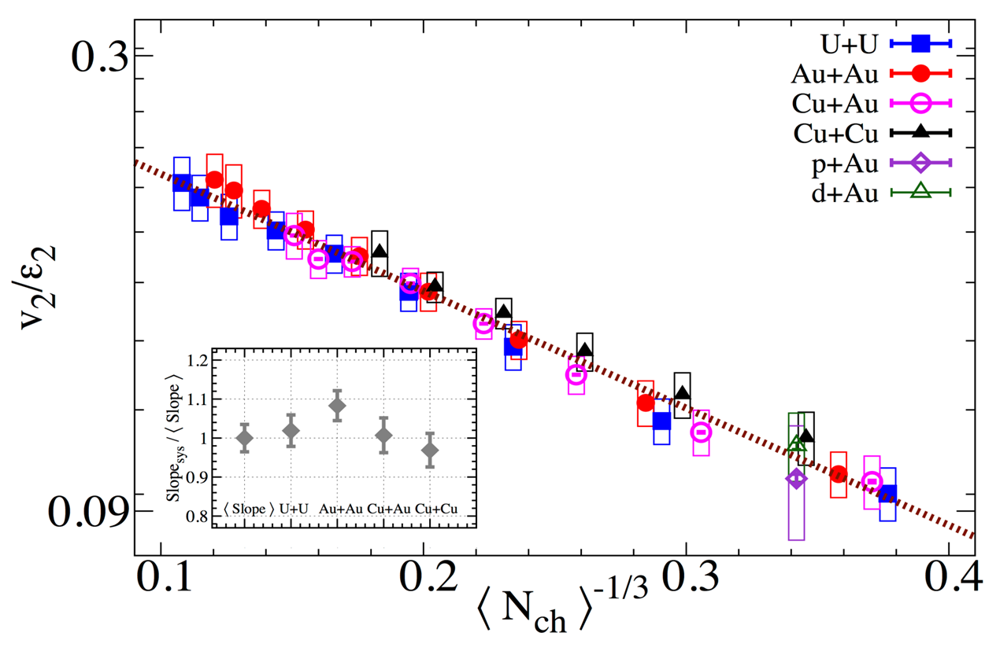 0.3
0.09
v2/ε2
U+U
Au+Au
Cu+Au
Cu+Cu
p+Au
d+Au
1.2
1.1
1
0.9
0.8
Slopesys / ⟨ Slope ⟩
⟨ Slope ⟩ U+U Au+Au Cu+Au Cu+Cu
0.1 0.2 0.3 0.4
⟨ Nch ⟩-1/3